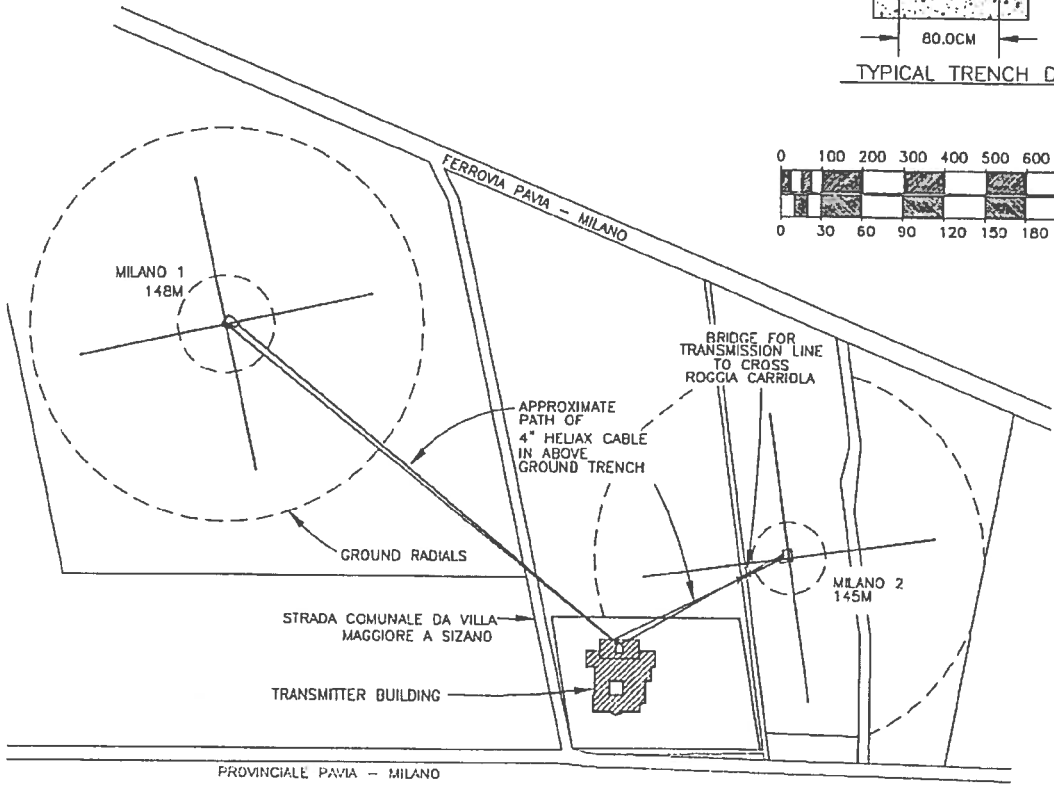 80.0CM
TYPICAL TRENCH D
0 100 200 300 400 500 600
0 30 60 90 120 150 180
FERROVIA PAVIA – MILANO
MILANO 1
148M
BRIDGE FOR
TRANSMISSION LINE
TO CROSS
ROGGIA CARRIOLA
APPROXIMATE
PATH OF
4" HELIAX CABLE
IN ABOVE
GROUND TRENCH
GROUND RADIALS
MILANO 2
145M
STRADA COMUNALE DA VILLA
MAGGIORE A SIZANO
TRANSMITTER BUILDING
PROVINCIALE PAVIA – MILANO